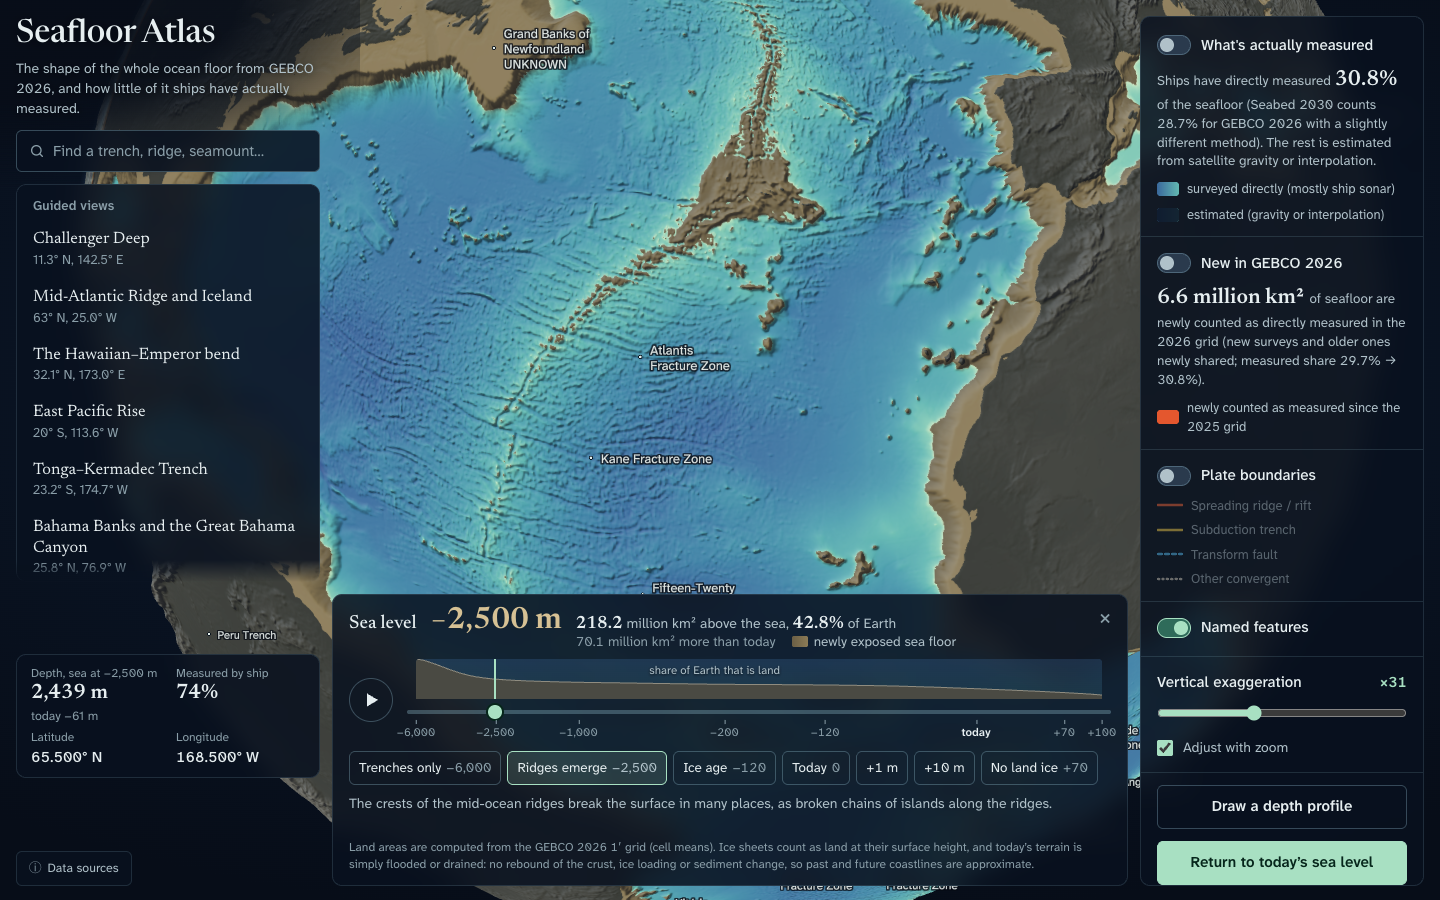 Seafloor Atlas
The shape of the whole ocean floor from GEBCO
2026, and how little of it ships have actually
measured.
Find a trench, ridge, seamount...
Guided views
Challenger Deep
11.3° N, 142.5° E
Mid-Atlantic Ridge and Iceland
63° N, 25.0° W
The Hawaiian–Emperor bend
32.1° N, 173.0° E
East Pacific Rise
20° S, 113.6° W
Tonga–Kermadec Trench
23.2° S, 174.7° W
Bahama Banks and the Great Bahama
Canyon
25.8° N, 76.9° W
Peru Trench
Depth, sea at −2,500 m
2,439 m
today −61 m
Measured by ship
74%
Latitude
65.500° N
Longitude
168.500° W
ⓘ Data sources
Grand Banks of
Newfoundland
UNKNOWN
Atlantis
Fracture Zone
Kane Fracture Zone
Fifteen-Twenty
Sea level −2,500 m
218.2 million km² above the sea, 42.8% of Earth
70.1 million km² more than today
newly exposed sea floor
×
share of Earth that is land
−6,000
−2,500
−1,000
−200
−120
today
+70
+100
Trenches only −6,000
Ridges emerge −2,500
Ice age −120
Today 0
+1 m
+10 m
No land ice +70
The crests of the mid-ocean ridges break the surface in many places, as broken chains of islands along the ridges.
Land areas are computed from the GEBCO 2026 1′ grid (cell means). Ice sheets count as land at their surface height, and today's terrain is
simply flooded or drained: no rebound of the crust, ice loading or sediment change, so past and future coastlines are approximate.
Fracture Zone
Fracture Zone
What's actually measured
Ships have directly measured 30.8%
of the seafloor (Seabed 2030 counts
28.7% for GEBCO 2026 with a slightly
different method). The rest is estimated
from satellite gravity or interpolation.
surveyed directly (mostly ship sonar)
estimated (gravity or interpolation)
New in GEBCO 2026
6.6 million km² of seafloor are
newly counted as directly measured in the
2026 grid (new surveys and older ones
newly shared; measured share 29.7% →
30.8%).
newly counted as measured since the
2025 grid
Plate boundaries
Spreading ridge / rift
Subduction trench
Transform fault
Other convergent
Named features
Vertical exaggeration ×31
Adjust with zoom
Draw a depth profile
Return to today's sea level